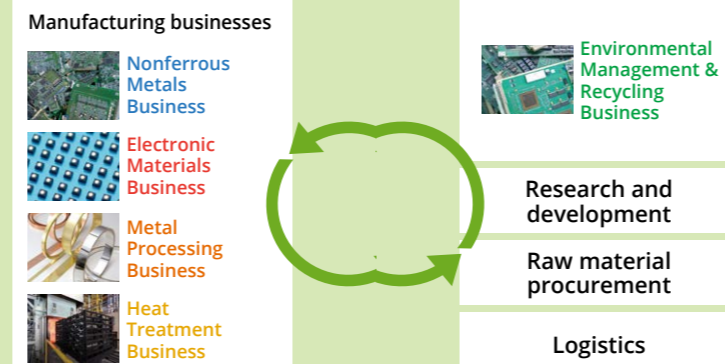 Manufacturing businesses
Nonferrous
Metals
Business
Electronic
Materials
Business
Metal
Processing
Business
Heat
Treatment
Business
Environmental
Management &
Recycling
Business
Research and
development
Raw material
procurement
Logistics